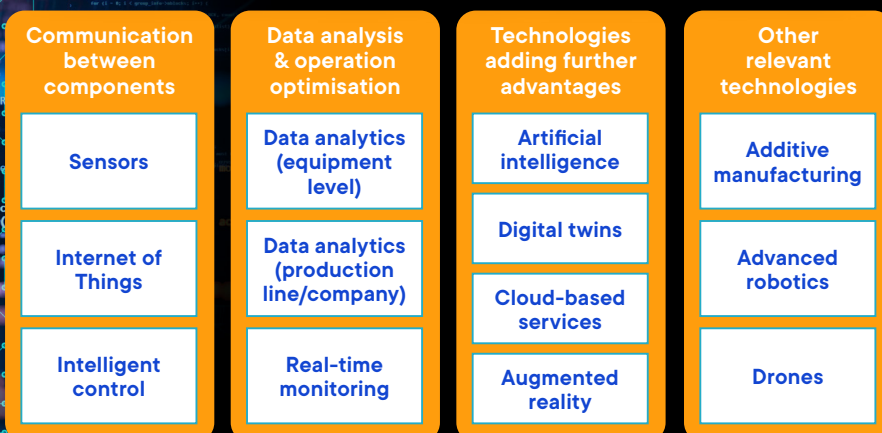 Communication
between
components
Sensors
Internet of
Things
Intelligent
control
Data analysis
& operation
optimisation
Data analytics
(equipment
level)
Data analytics
(production
line/company)
Real-time
monitoring
Technologies
adding further
advantages
Artificial
intelligence
Digital twins
Cloud-based
services
Augmented
reality
Other
relevant
technologies
Additive
manufacturing
Advanced
robotics
Drones